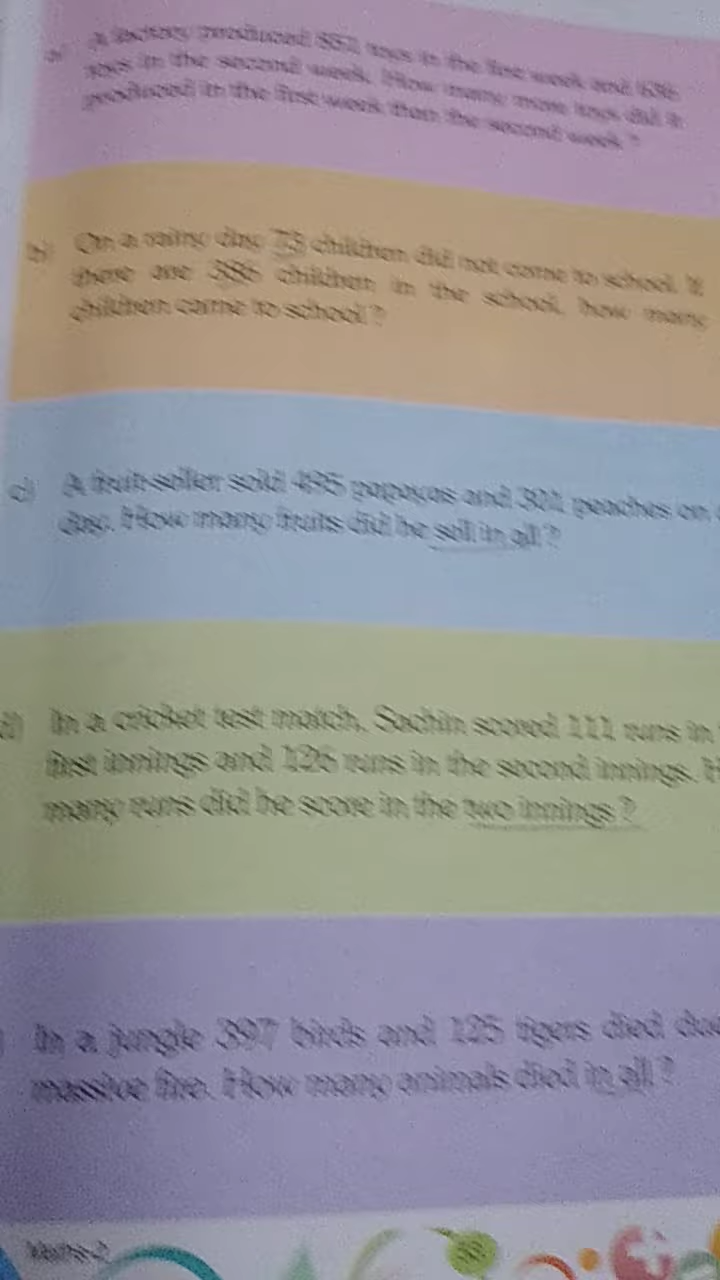 a) A factory produced 857 toys in the first week and 636
toys in the second week. How many more toys did it
produced in the first week than the second week ?
b) On a rainy day 73 children did not come to school. If
there are 386 children in the school, how many
children came to school ?
c) A fruit-seller sold 495 papayas and 301 peaches on
day. How many fruits did he sell in all ?
d) In a cricket test match, Sachin scored 111 runs in
first innings and 126 runs in the second innings.
many runs did he score in the two innings ?
In a jungle 397 birds and 125 tigers died
massive fire. How many animals died in all ?
Maths-2